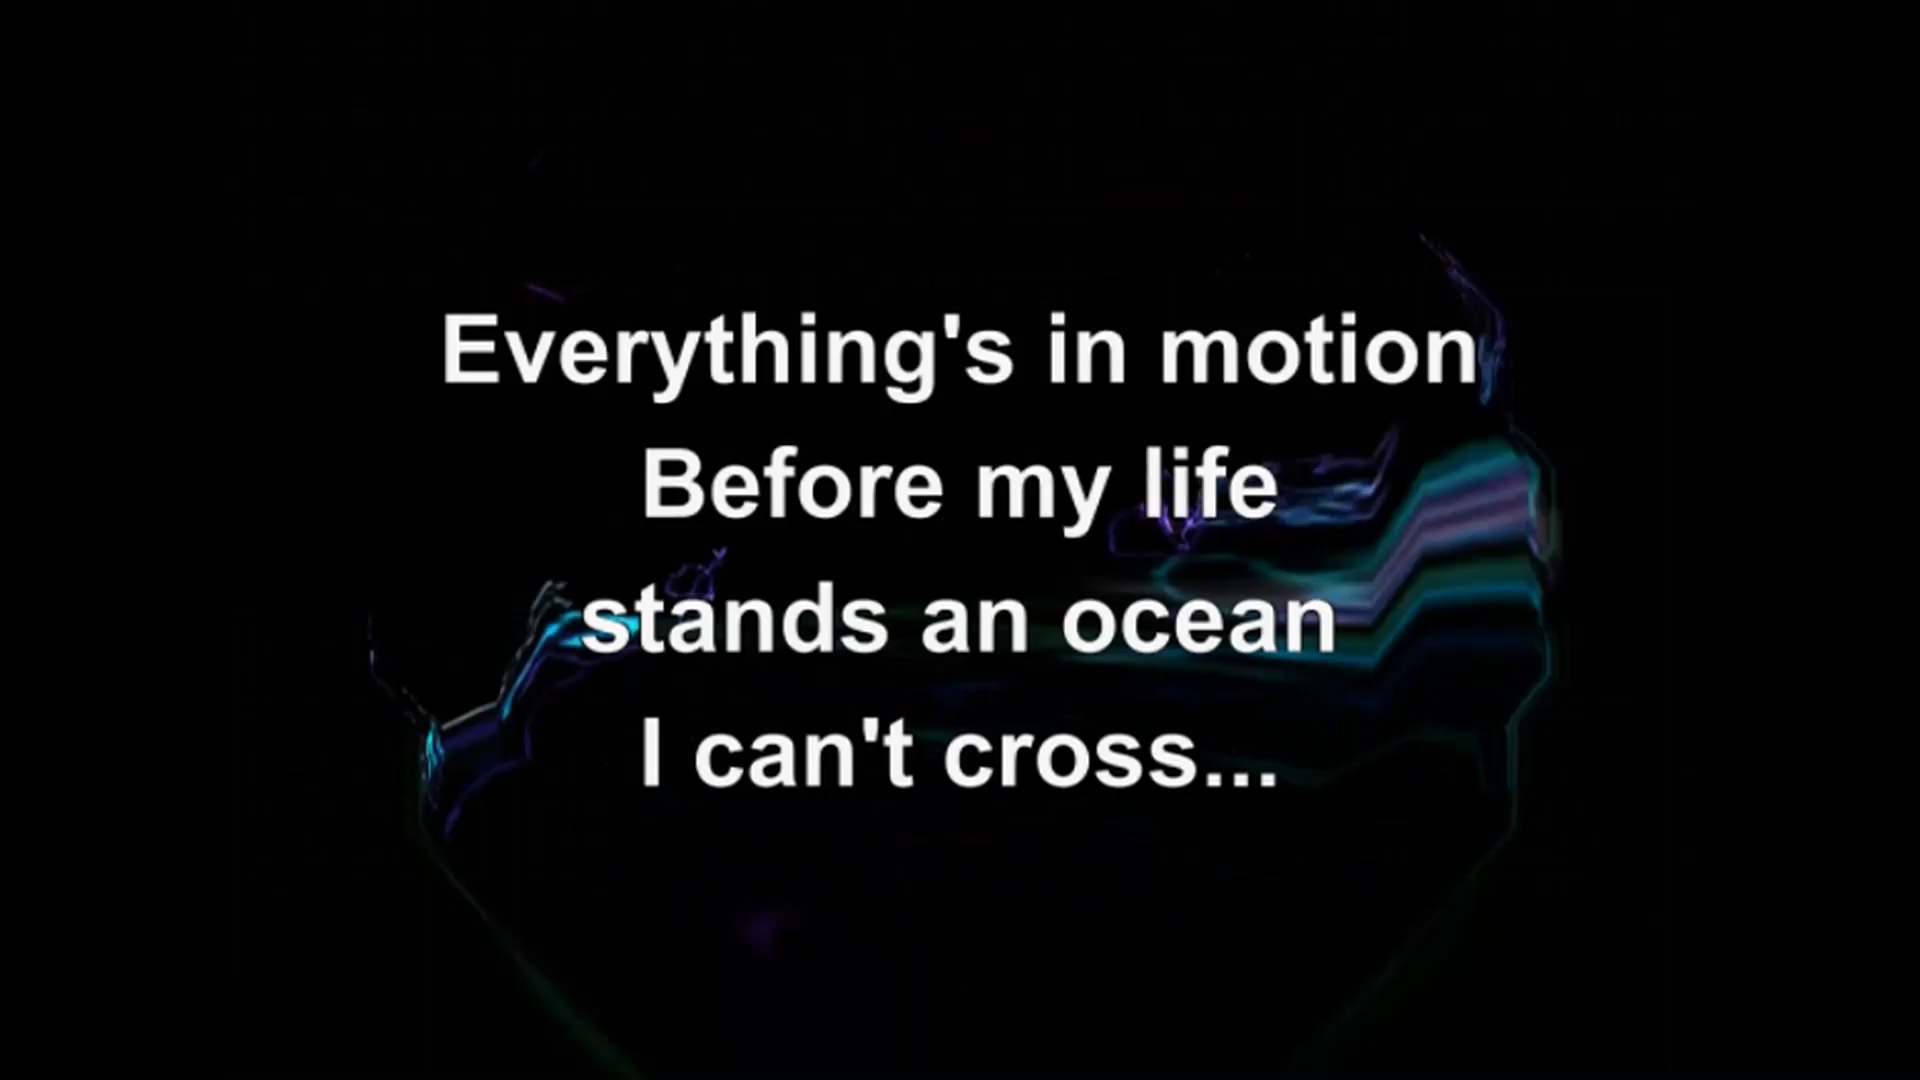 Everything's in motion
Before my life
stands an ocean
I can't cross...